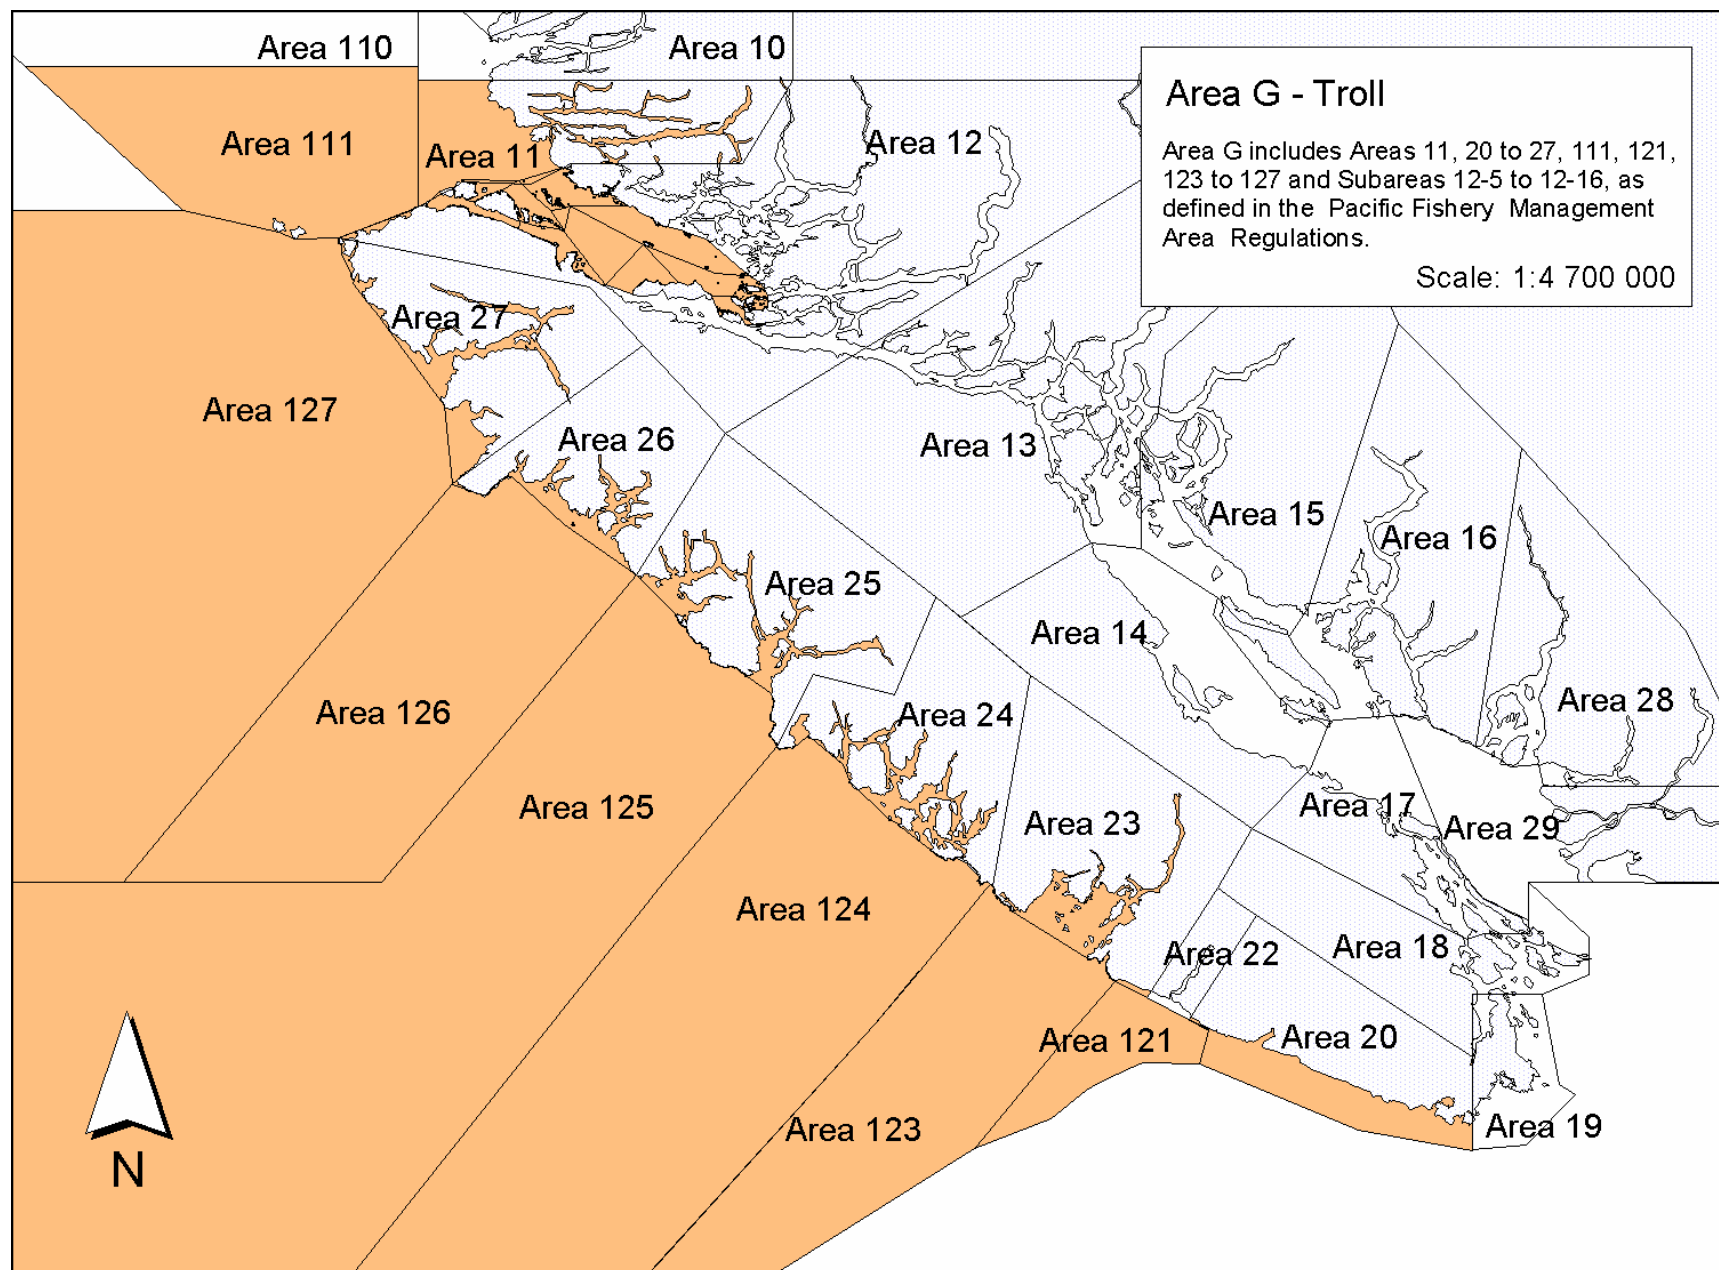 Area 110
Area 10
Area G - Troll
Area G includes Areas 11, 20 to 27, 111, 121,
123 to 127 and Subareas 12-5 to 12-16, as
defined in the Pacific Fishery Management
Area Regulations.
Scale: 1:4 700 000
Area 111
Area 11
Area 12
Area 27
Area 127
Area 26
Area 13
Area 15
Area 16
Area 25
Area 14
Area 126
Area 24
Area 28
Area 125
Area 23
Area 17
Area 29
Area 124
Area 22
Area 18
Area 121
Area 20
Area 123
Area 19
N